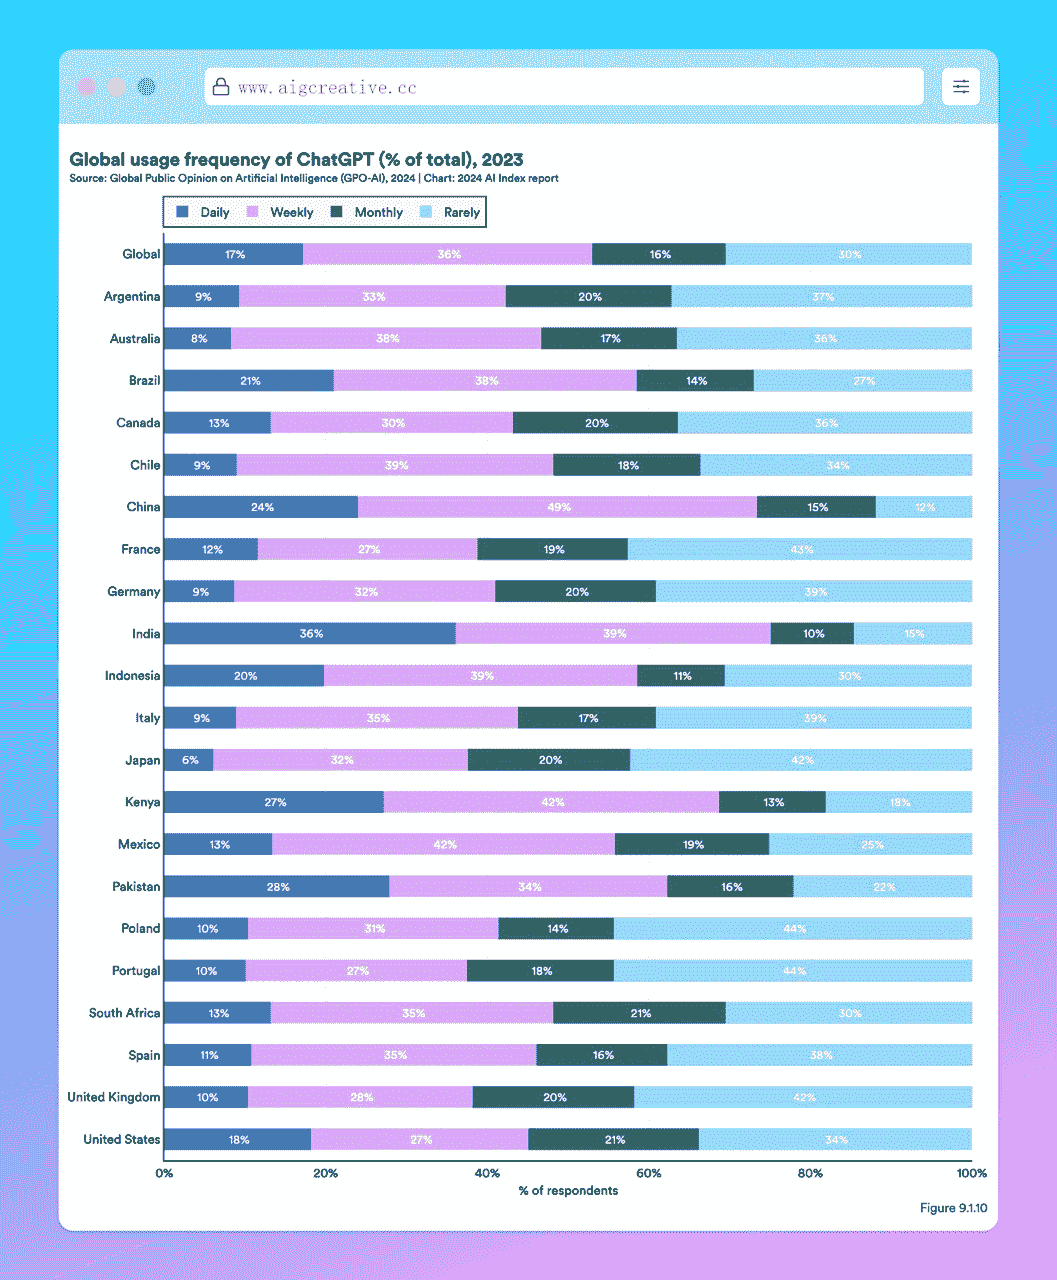 www.aigcreative.cc
Global usage frequency of ChatGPT (% of total), 2023
Source: Global Public Opinion on Artificial Intelligence (GPO-AI), 2024 | Chart: 2024 AI Index report
Daily Weekly Monthly Rarely
Global 17% 36% 16% 30%
Argentina 9% 33% 20% 37%
Australia 8% 38% 17% 36%
Brazil 21% 38% 14% 27%
Canada 13% 30% 20% 36%
Chile 9% 39% 18% 34%
China 24% 49% 15% 12%
France 12% 27% 19% 43%
Germany 9% 32% 20% 39%
India 36% 39% 10% 15%
Indonesia 20% 39% 11% 30%
Italy 9% 35% 17% 39%
Japan 6% 32% 20% 42%
Kenya 27% 42% 13% 18%
Mexico 13% 42% 19% 25%
Pakistan 28% 34% 16% 22%
Poland 10% 31% 14% 44%
Portugal 10% 27% 18% 44%
South Africa 13% 35% 21% 30%
Spain 11% 35% 16% 38%
United Kingdom 10% 28% 20% 42%
United States 18% 27% 21% 34%
0% 20% 40% 60% 80% 100%
% of respondents
Figure 9.1.10